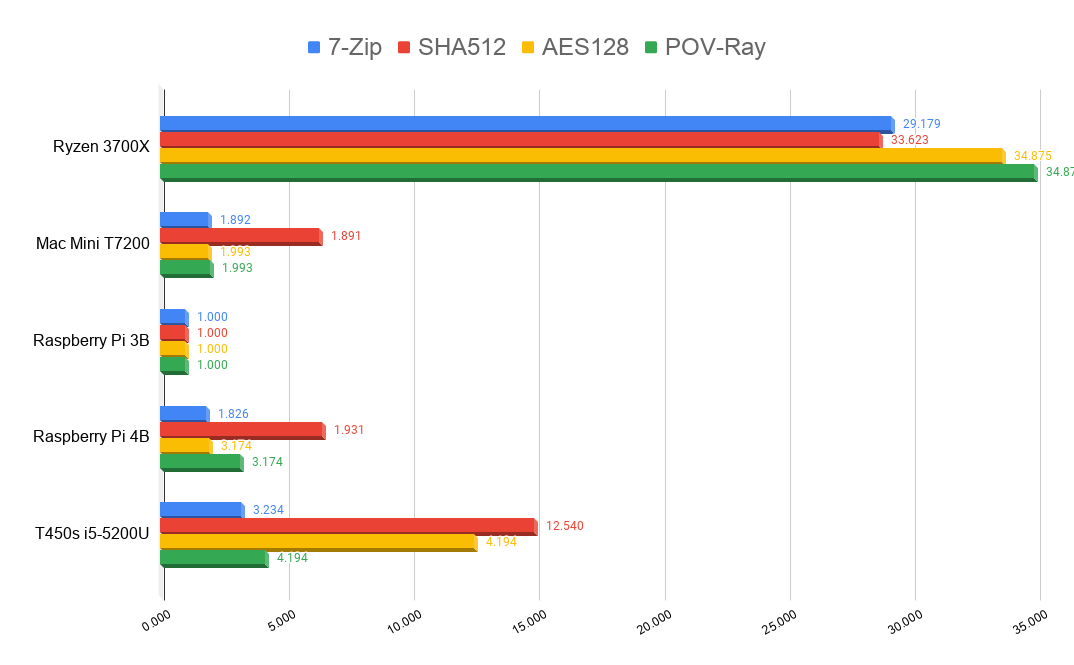 7-Zip SHA512 AES128 POV-Ray
Ryzen 3700X
29.179
33.623
34.875
34.87
Mac Mini T7200
1.892
1.891
1.993
1.993
Raspberry Pi 3B
1.000
1.000
1.000
1.000
Raspberry Pi 4B
1.826
1.931
3.174
3.174
T450s i5-5200U
3.234
12.540
4.194
4.194
0.000 5.000 10.000 15.000 20.000 25.000 30.000 35.000